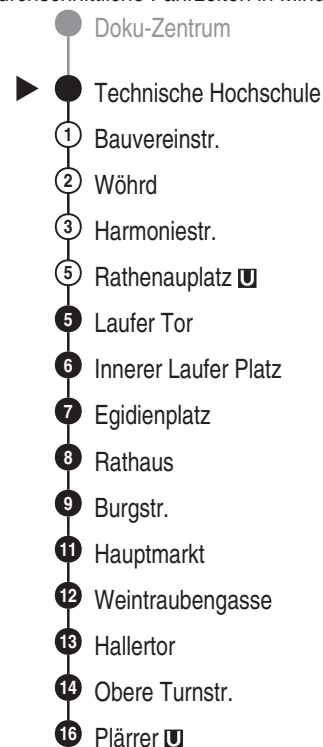 Doku-Zentrum
Technische Hochschule
1 Bauvereinstr.
2 Wöhrd
3 Harmoniestr.
5 Rathenauplatz U
5 Laufer Tor
6 Innerer Laufer Platz
7 Egidienplatz
8 Rathaus
9 Burgstr.
11 Hauptmarkt
12 Weintraubengasse
13 Hallertor
14 Obere Turnstr.
16 Plärrer U